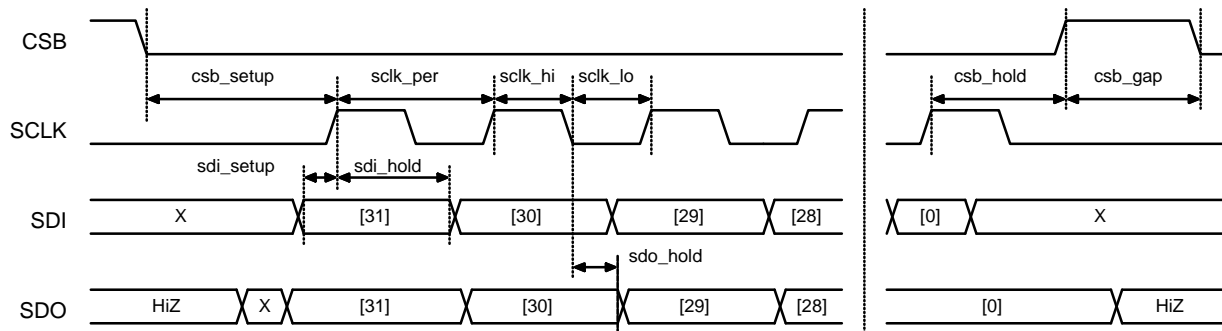 CSB
csb_setup sclk_per sclk_hi sclk_lo csb_hold csb_gap
SCLK
sdi_setup sdi_hold
SDI X [31] [30] [29] [28] [0] X
sdo_hold
SDO HiZ X [31] [30] [29] [28] [0] HiZ